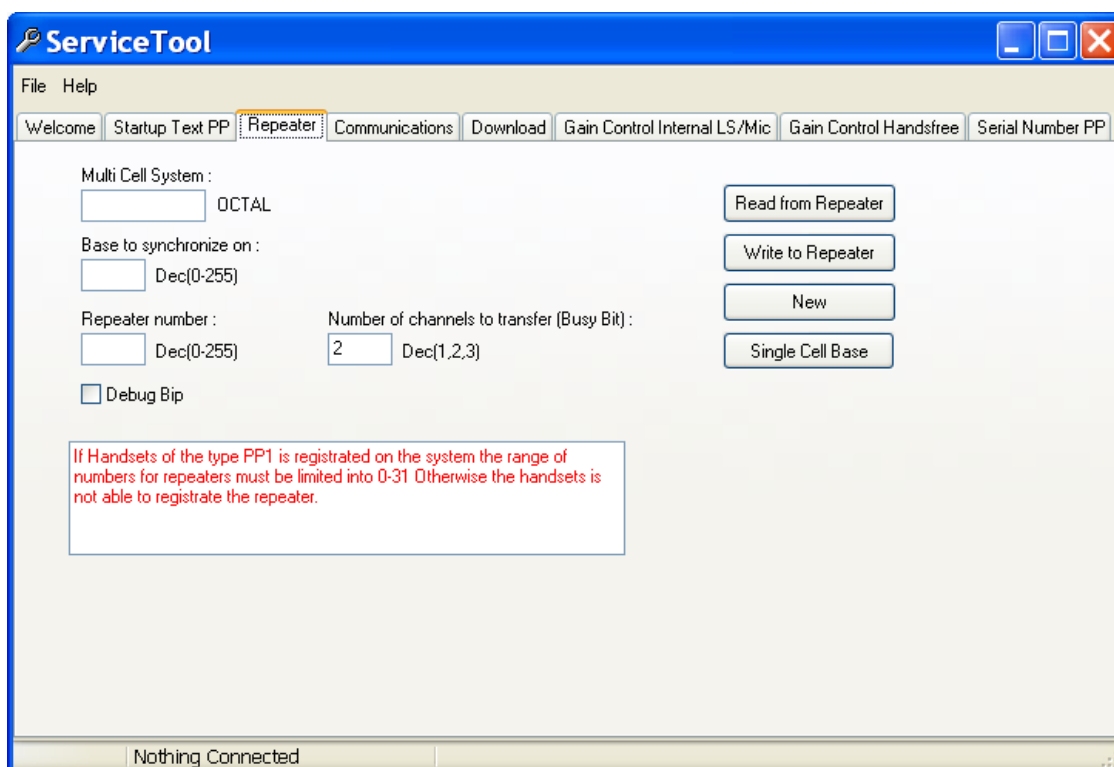 ServiceTool
File Help
Welcome Startup Text PP Repeater Communications Download Gain Control Internal LS/Mic Gain Control Handsfree Serial Number PP
Multi Cell System :
OCTAL
Read from Repeater
Base to synchronize on :
Dec(0-255)
Write to Repeater
New
Repeater number : Number of channels to transfer (Busy Bit) :
Dec(0-255) 2 Dec(1,2,3)
Single Cell Base
Debug Bip
If Handsets of the type PP1 is registrated on the system the range of
numbers for repeaters must be limited into 0-31 Otherwise the handsets is
not able to registrate the repeater.
Nothing Connected